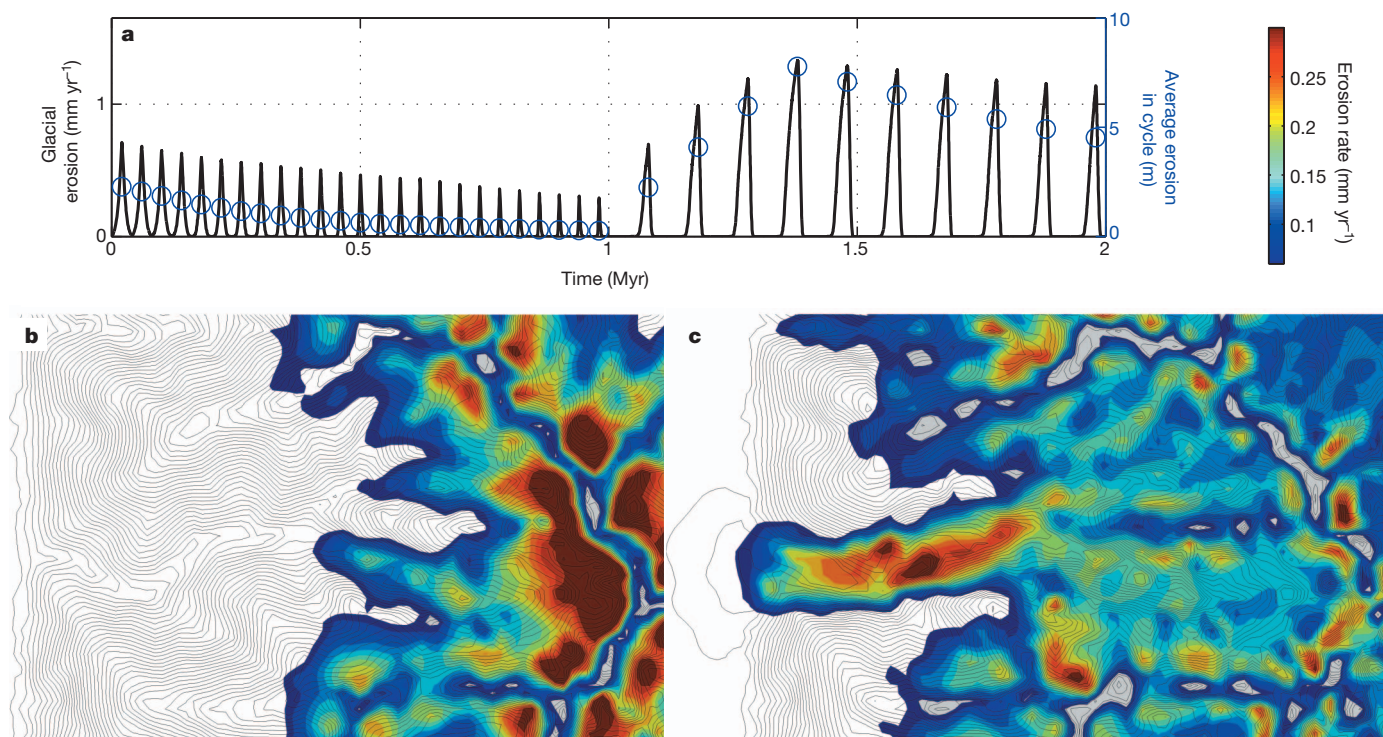 a
10
0.25
0.2
0.15
0.1
Erosion rate (mm yr⁻¹)
Glacial
erosion (mm yr⁻¹)
1
0
5
0
Average erosion
in cycle (m)
0
0.5
1
1.5
2
Time (Myr)
b
c